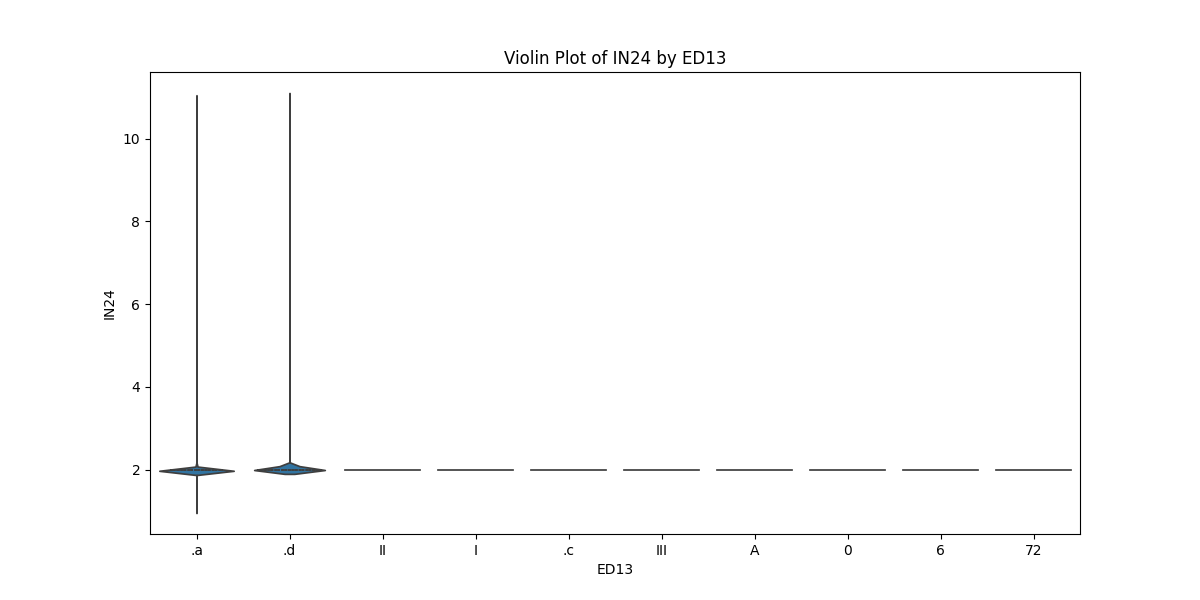 Violin Plot of IN24 by ED13
10
8
6
4
2
IN24
.a .d II I .c III A 0 6 72
ED13